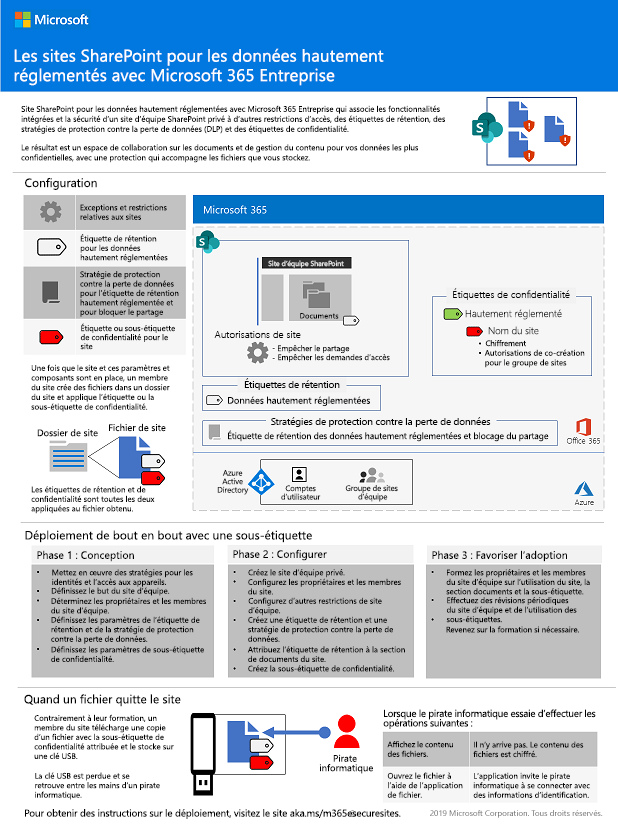 Microsoft
Les sites SharePoint pour les données hautement
réglementés avec Microsoft 365 Entreprise
Site SharePoint pour les données hautement réglementées avec Microsoft 365 Entreprise qui associe les fonctionnalités
intégrées et la sécurité d'un site d'équipe SharePoint privé à d'autres restrictions d'accès, des étiquettes de rétention, des
stratégies de protection contre la perte de données (DLP) et des étiquettes de confidentialité.
Le résultat est un espace de collaboration sur les documents et de gestion du contenu pour vos données les plus
confidentielles, avec une protection qui accompagne les fichiers que vous stockez.
Configuration
Exceptions et restrictions
relatives aux sites
Étiquette de rétention
pour les données
hautement réglementées
Stratégie de protection
contre la perte de données
pour l'étiquette de rétention
hautement réglementée et
pour bloquer le partage
Étiquette ou sous-étiquette
de confidentialité pour le
site
Une fois que le site et ces paramètres et
composants sont en place, un membre
du site crée des fichiers dans un dossier
du site et applique l'étiquette ou la
sous-étiquette de confidentialité.
Dossier de site
Fichier de site
Les étiquettes de rétention et de
confidentialité sont toutes les deux
appliquées au fichier obtenu.
Microsoft 365
Site d'équipe SharePoint
Documents
Autorisations de site
- Empêcher le partage
- Empêcher les demandes d'accès
Étiquettes de confidentialité
Hautement réglementé
Nom du site
• Chiffrement
• Autorisations de co-création
pour le groupe de sites
Étiquettes de rétention
Données hautement réglementées
Stratégies de protection contre la perte de données
Étiquette de rétention des données hautement réglementées et blocage du partage
Office 365
Azure
Active
Directory
Comptes
d'utilisateur
Groupe de sites
d'équipe
Azure
Déploiement de bout en bout avec une sous-étiquette
Phase 1 : Conception
• Mettez en œuvre des stratégies pour les
identités et l'accès aux appareils.
• Définissez le but du site d'équipe.
• Déterminez les propriétaires et les membres
du site d'équipe.
• Définissez les paramètres de l'étiquette de
rétention et de la stratégie de protection
contre la perte de données.
• Définissez les paramètres de sous-étiquette
de confidentialité.
Phase 2 : Configurer
• Créez le site d'équipe privé.
• Configurez les propriétaires et les membres
du site.
• Configurez d'autres restrictions de site
d'équipe.
• Créez une étiquette de rétention et une
stratégie de protection contre la perte de
données.
• Attribuez l'étiquette de rétention à la section
de documents du site.
• Créez la sous-étiquette de confidentialité.
Phase 3 : Favoriser l'adoption
• Formez les propriétaires et les membres
du site d'équipe sur l'utilisation du site, la
section documents et la sous-étiquette.
• Effectuez des révisions périodiques
du site d'équipe et de l'utilisation des
• sous-étiquettes.
Revenez sur la formation si nécessaire.
Quand un fichier quitte le site
Contrairement à leur formation, un
membre du site télécharge une copie
d'un fichier avec la sous-étiquette de
confidentialité attribuée et le stocke sur
une clé USB.
La clé USB est perdue et se
retrouve entre les mains d'un pirate
informatique.
Pirate
informatique
Lorsque le pirate informatique essaie d'effectuer les
opérations suivantes :
Affichez le contenu
des fichiers.
Il n'y arrive pas. Le contenu des
fichiers est chiffré.
Ouvrez le fichier à
l'aide de l'application
de fichier.
L'application invite le pirate
informatique à se connecter avec
des informations d'identification.
Pour obtenir des instructions sur le déploiement, visitez le site aka.ms/m365esecuresites.
2019 Microsoft Corporation. Tous droits réservés.